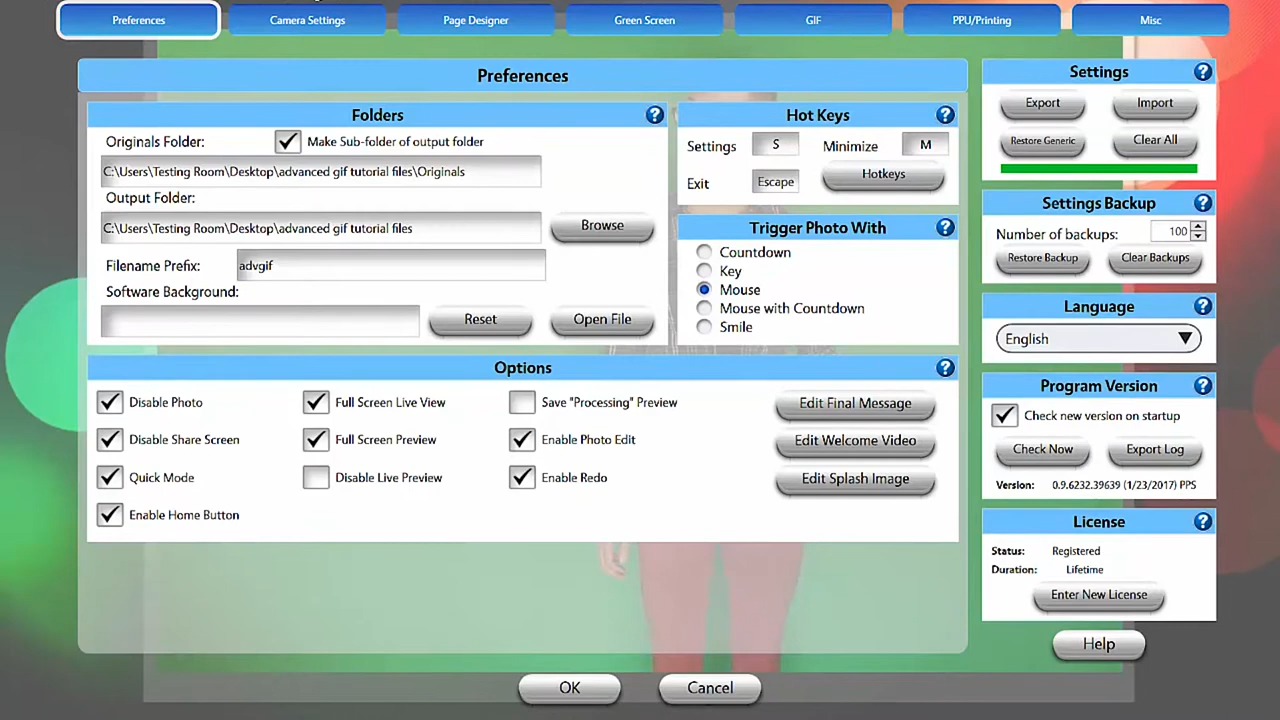 Preferences
Camera Settings
Page Designer
Green Screen
GIF
PPU/Printing
Misc
Preferences
Folders
Originals Folder:
Make Sub-folder of output folder
C:\Users\Testing Room\Desktop\advanced gif tutorial files\Originals
Output Folder:
C:\Users\Testing Room\Desktop\advanced gif tutorial files
Browse
Filename Prefix:
advgif
Software Background:
Reset
Open File
Hot Keys
Settings
S
Minimize
M
Exit
Escape
Hotkeys
Trigger Photo With
Countdown
Key
Mouse
Mouse with Countdown
Smile
Options
Disable Photo
Full Screen Live View
Save "Processing" Preview
Edit Final Message
Disable Share Screen
Full Screen Preview
Enable Photo Edit
Edit Welcome Video
Quick Mode
Disable Live Preview
Enable Redo
Edit Splash Image
Enable Home Button
Settings
Export
Import
Restore Generic
Clear All
Settings Backup
Number of backups:
100
Restore Backup
Clear Backups
Language
English
Program Version
Check new version on startup
Check Now
Export Log
Version: 0.9.6232.39639 (1/23/2017) PPS
License
Status: Registered
Duration: Lifetime
Enter New License
Help
OK
Cancel